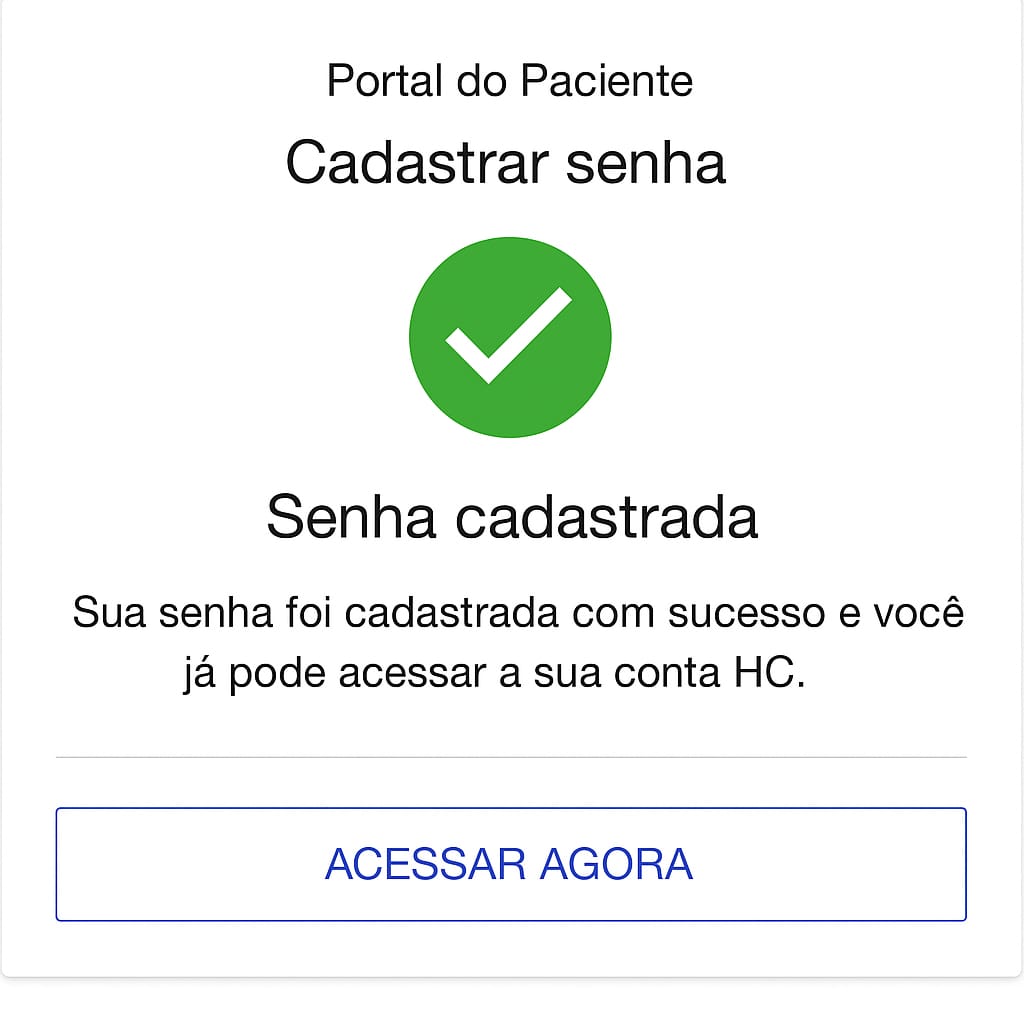 Portal do Paciente
Cadastrar senha
Senha cadastrada
Sua senha foi cadastrada com sucesso e você
já pode acessar a sua conta HC.
ACESSAR AGORA